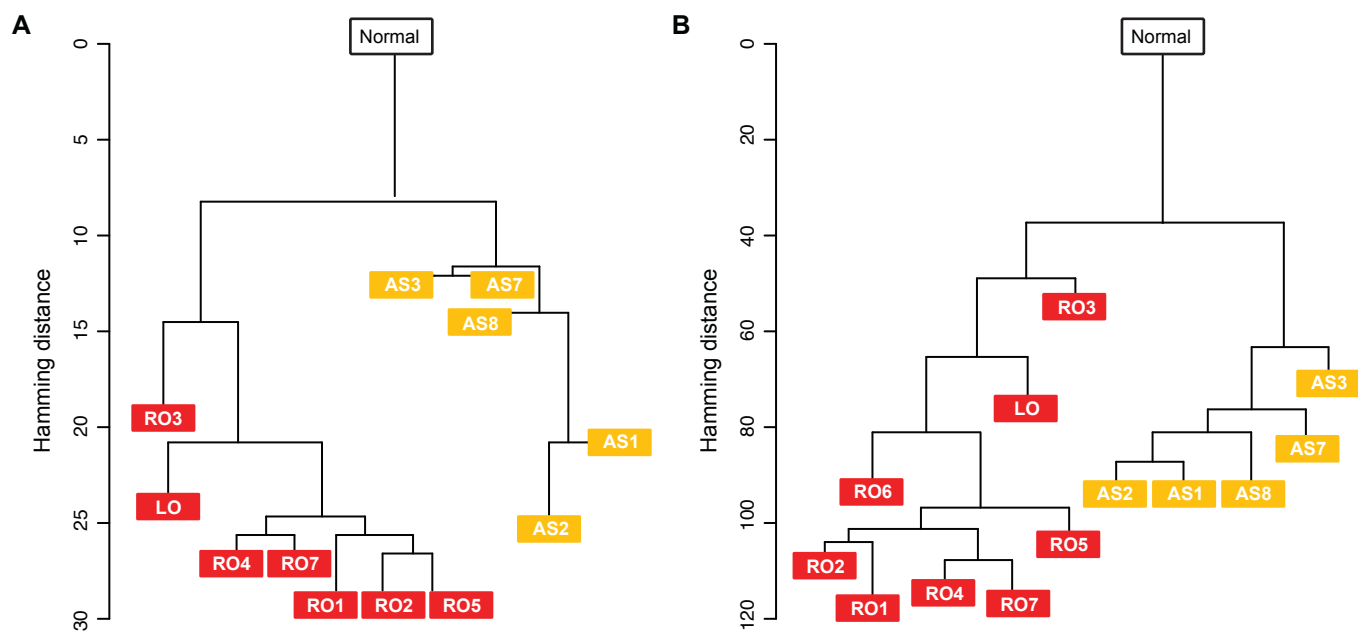 A
Normal
Hamming distance
0
5
10
15
20
25
30
AS3
AS7
AS8
RO3
AS1
LO
AS2
RO4
RO7
RO1
RO2
RO5
B
Normal
Hamming distance
0
20
40
60
80
100
120
RO3
AS3
LO
AS7
RO6
AS2
AS1
AS8
RO5
RO2
RO4
RO7
RO1